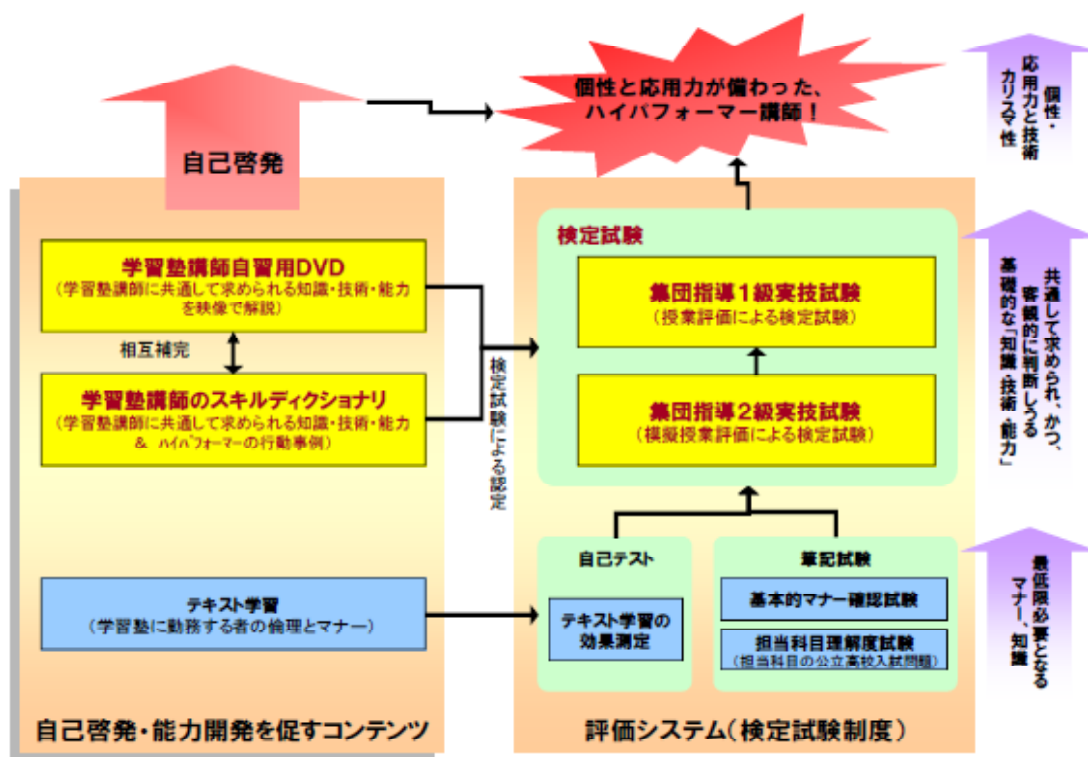 個性と応用力が備わった、
ハイパフォーマー講師！
自己啓発
学習塾講師自習用DVD
（学習塾講師に共通して求められる知識・技術・能力
を映像で解説）
相互補完
学習塾講師のスキルディクショナリ
（学習塾講師に共通して求められる知識・技術・能力
＆ ﾊｲﾊﾟﾌｫｰﾏｰの行動事例）
テキスト学習
（学習塾に勤務する者の倫理とマナー）
自己啓発・能力開発を促すコンテンツ
検定試験による認定
検定試験
集団指導１級実技試験
（授業評価による検定試験）
集団指導２級実技試験
（模擬授業評価による検定試験）
自己テスト
テキスト学習の
効果測定
筆記試験
基本的マナー確認試験
担当科目理解度試験
（担当科目の公立高校入試問題）
評価システム（検定試験制度）
個性・
応用力と技術
カリスマ性
共通して求められ、かつ、
客観的に判断しうる
基礎的な「知識・技術・能力」
最低限必要となる
マナー、知識